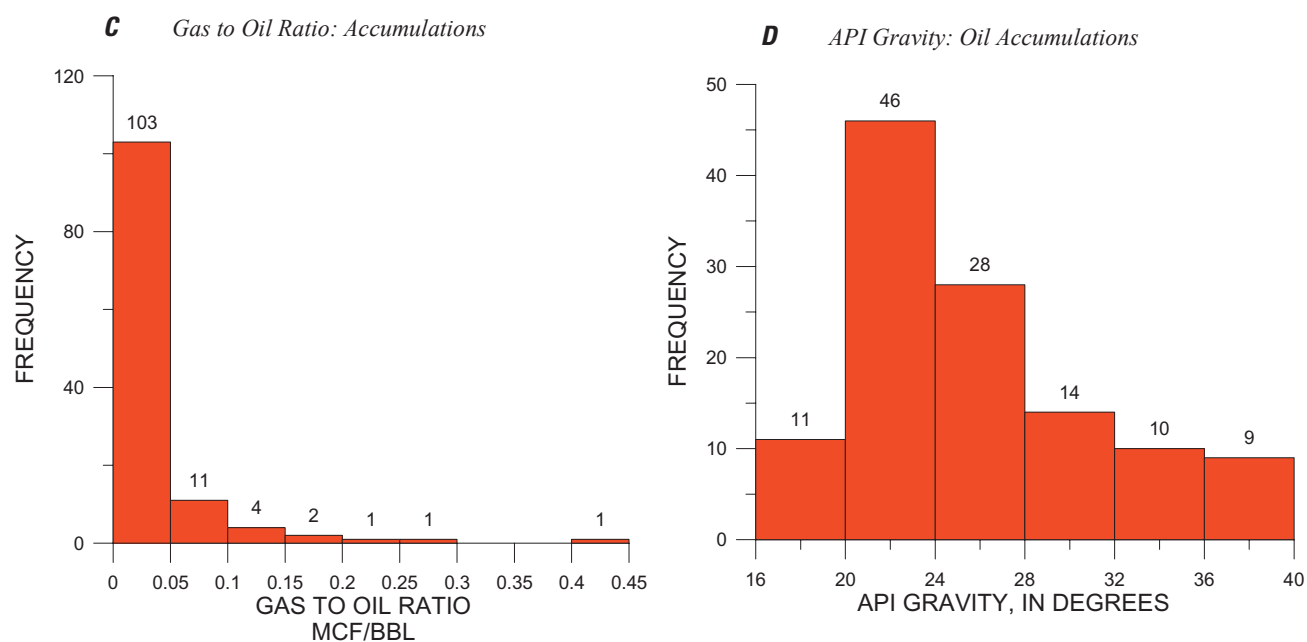 C Gas to Oil Ratio: Accumulations
120
80
40
0
FREQUENCY
103
11
4
2
1
1
1
0 0.05 0.1 0.15 0.2 0.25 0.3 0.35 0.4 0.45
GAS TO OIL RATIO
MCF/BBL
D API Gravity: Oil Accumulations
50
40
30
20
10
0
FREQUENCY
11
46
28
14
10
9
16 20 24 28 32 36 40
API GRAVITY, IN DEGREES